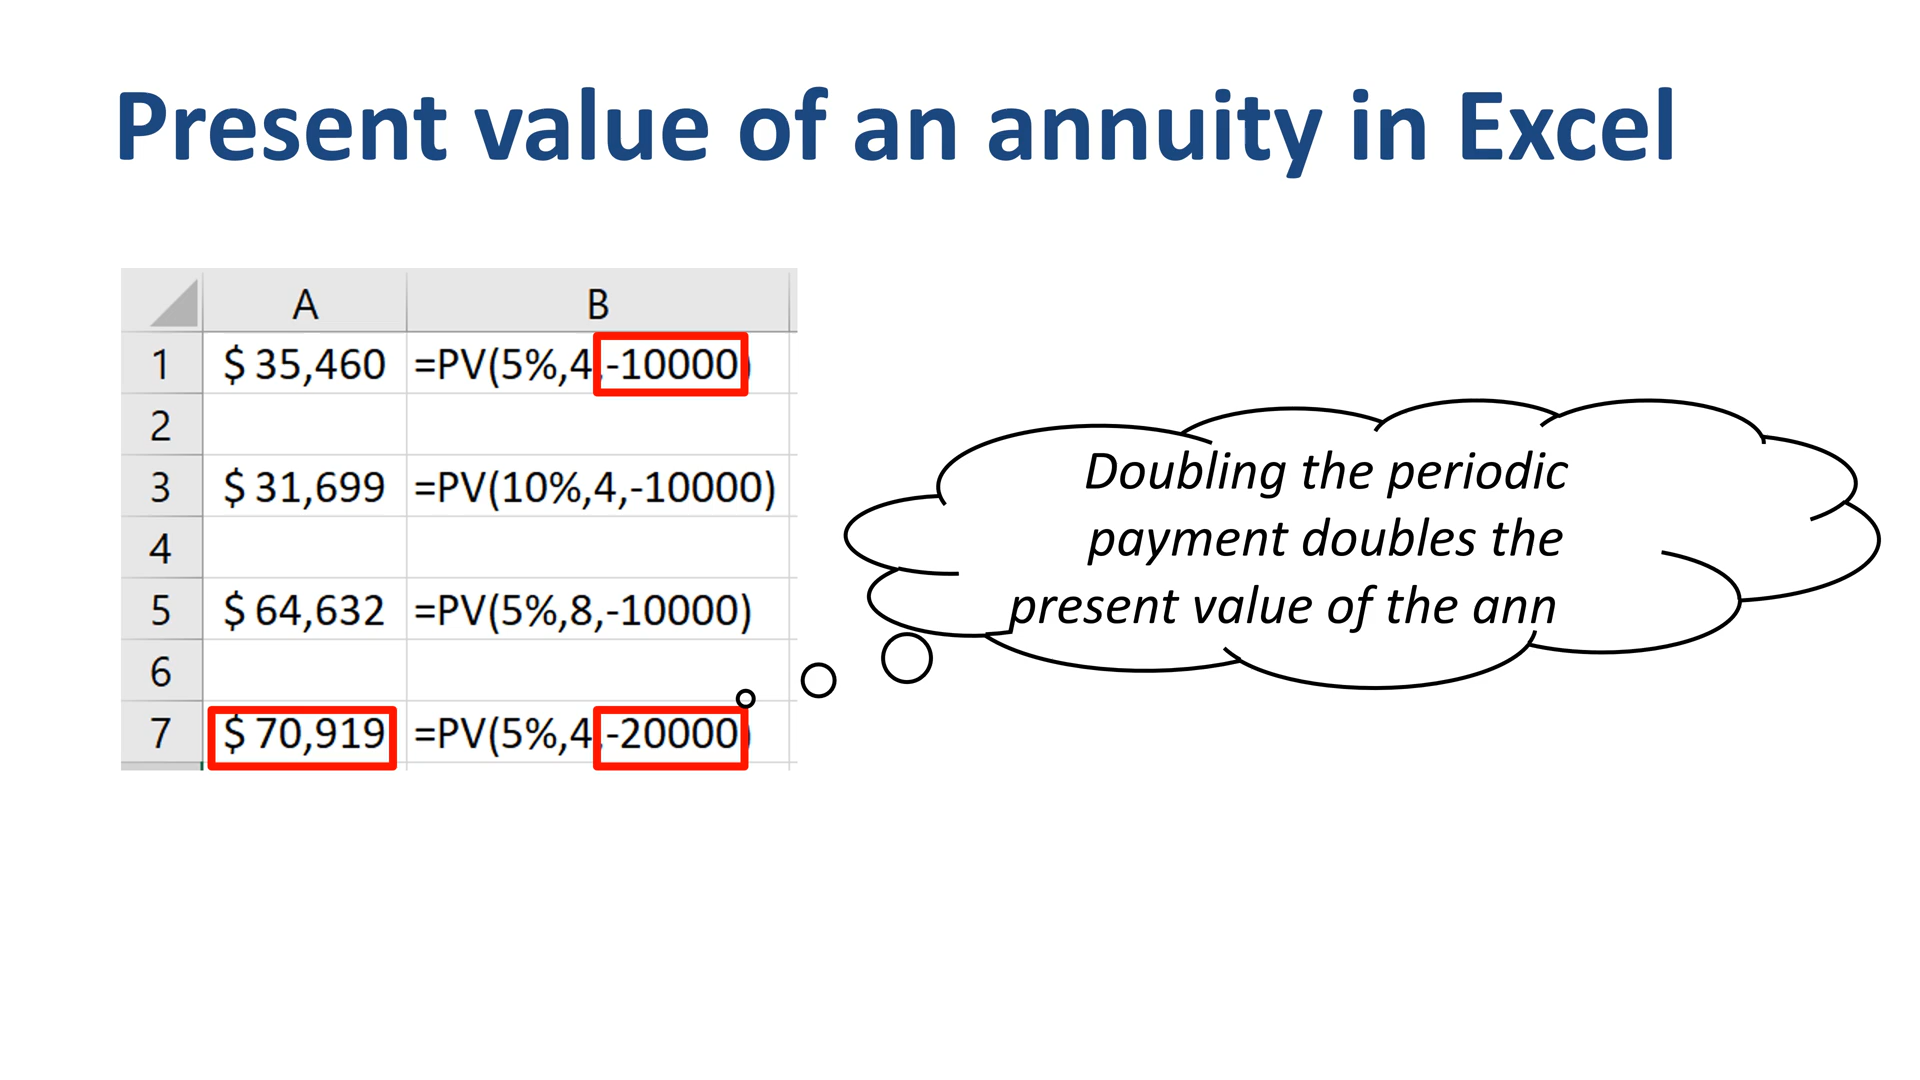 Present value of an annuity in Excel
A B
1 $ 35,460 =PV(5%,4,-10000)
2
3 $ 31,699 =PV(10%,4,-10000)
4
5 $ 64,632 =PV(5%,8,-10000)
6
7 $ 70,919 =PV(5%,4,-20000)
Doubling the periodic
payment doubles the
present value of the ann